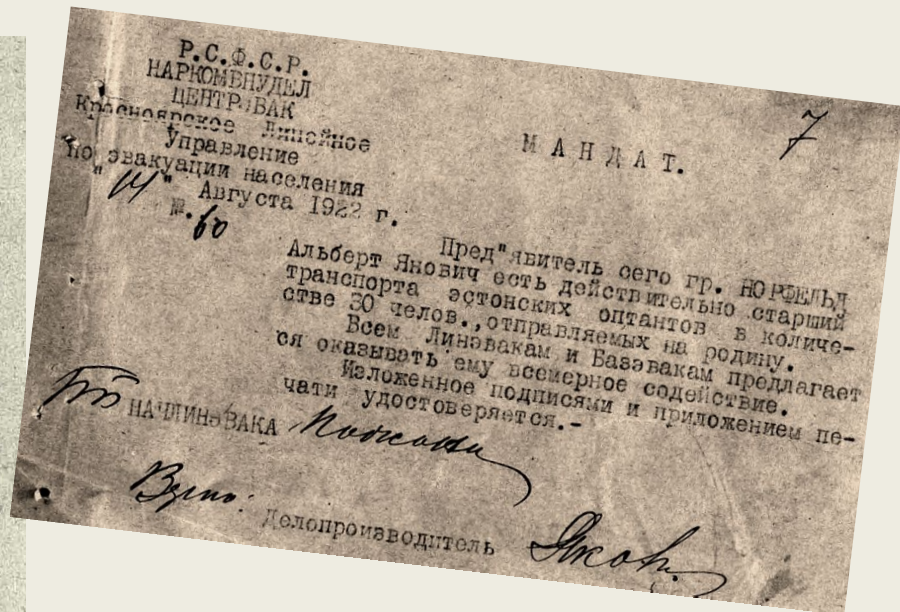 Р.С.Ф.С.Р.
НАРКОМВНУДЕЛ
ЦЕНТРЭВАК
Красноярское Линейное
Управление
по эвакуации населения
"14" Августа 1922 г.
№. 60
МАНДАТ.
7
Пред"явитель сего гр. НОРФЕЛЬД
Альберт Янович есть действительно старший
транспорта эстонских оптантов в количе-
стве 30 челов.,отправляемых на родину.
Всем Линэвакам и Базэвакам предлагает
ся оказывать ему всемерное содействие.
Изложенное подписями и приложением пе-
чати удостоверяется.-
НАЧЛИНЭВАКА
Делопроизводитель